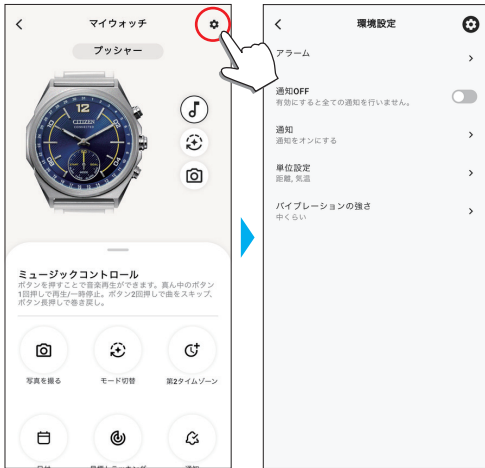 マイウォッチ
プッシャー
12
CITIZEN
CONNECTED
ミュージックコントロール
ボタンを押すことで音楽再生ができます。真ん中のボタン
1回押しで再生/一時停止。ボタン2回押しで曲をスキップ、
ボタン長押しで巻き戻し。
写真を撮る
モード切替
第2タイムゾーン
環境設定
アラーム
通知OFF
有効にすると全ての通知を行いません。
通知
通知をオンにする
単位設定
距離, 気温
バイブレーションの強さ
中くらい